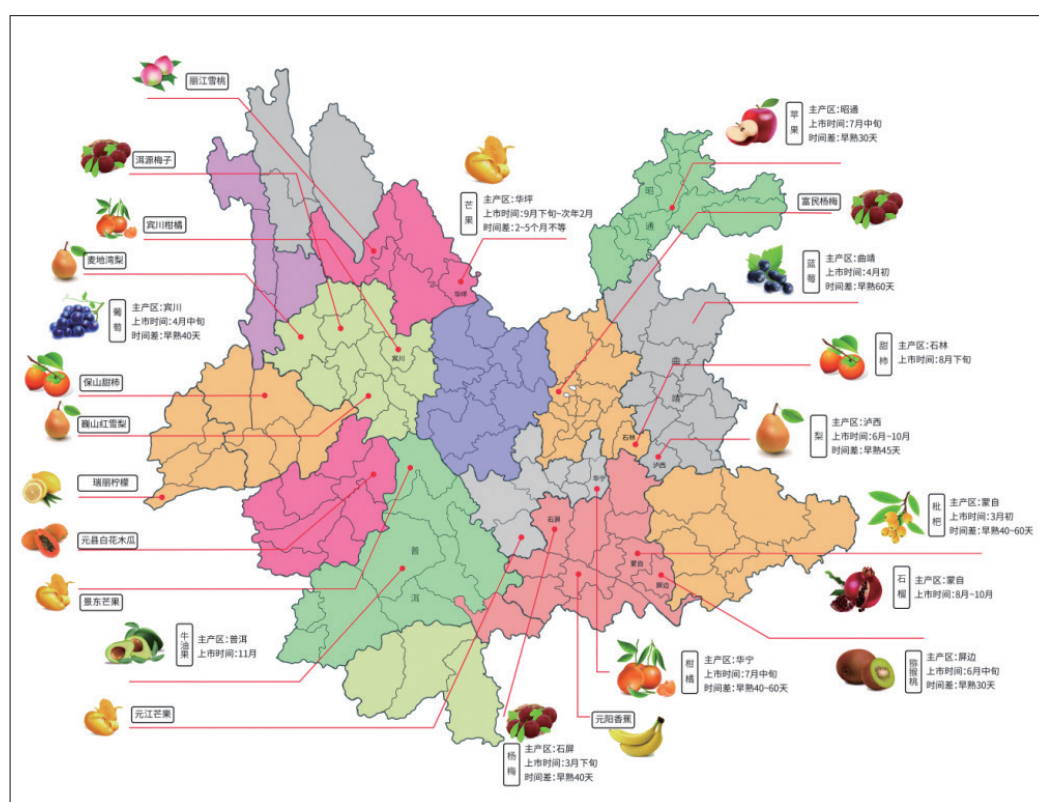 丽江雪桃
洱源梅子
宾川柑橘
麦地湾梨
葡萄
主产区:宾川
上市时间:4月中旬
时间差:早熟40天
保山甜柿
巍山红雪梨
瑞丽柠檬
元县白花木瓜
景东芒果
牛油果
主产区:普洱
上市时间:11月
元江芒果
芒果
主产区:华坪
上市时间:9月下旬~次年2月
时间差:2~5个月不等
苹果
主产区:昭通
上市时间:7月中旬
时间差:早熟30天
富民杨梅
蓝莓
主产区:曲靖
上市时间:4月初
时间差:早熟60天
甜柿
主产区:石林
上市时间:8月下旬
梨
主产区:泸西
上市时间:6月~10月
时间差:早熟45天
枇杷
主产区:蒙自
上市时间:3月初
时间差:早熟40~60天
石榴
主产区:蒙自
上市时间:8月~10月
猕猴桃
主产区:屏边
上市时间:6月中旬
时间差:早熟30天
柑橘
主产区:华宁
上市时间:7月中旬
时间差:早熟40~60天
元阳香蕉
杨梅
主产区:石屏
上市时间:3月下旬
时间差:早熟40天
昭通
华坪
宾川
曲靖
石林
泸西
华宁
石屏
蒙自
屏边
普洱